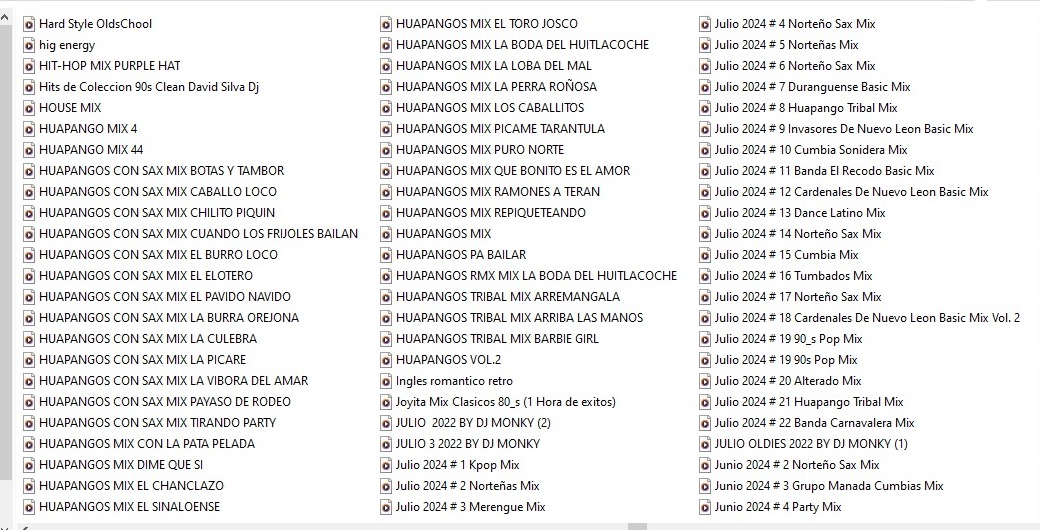 Hard Style OldsChool
hig energy
HIT-HOP MIX PURPLE HAT
Hits de Coleccion 90s Clean David Silva Dj
HOUSE MIX
HUAPANGO MIX 4
HUAPANGO MIX 44
HUAPANGOS CON SAX MIX BOTAS Y TAMBOR
HUAPANGOS CON SAX MIX CABALLO LOCO
HUAPANGOS CON SAX MIX CHILITO PIQUIN
HUAPANGOS CON SAX MIX CUANDO LOS FRIJOLES BAILAN
HUAPANGOS CON SAX MIX EL BURRO LOCO
HUAPANGOS CON SAX MIX EL ELOTERO
HUAPANGOS CON SAX MIX EL PAVIDO NAVIDO
HUAPANGOS CON SAX MIX LA BURRA OREJONA
HUAPANGOS CON SAX MIX LA CULEBRA
HUAPANGOS CON SAX MIX LA PICARE
HUAPANGOS CON SAX MIX LA VIBORA DEL AMAR
HUAPANGOS CON SAX MIX PAYASO DE RODEO
HUAPANGOS CON SAX MIX TIRANDO PARTY
HUAPANGOS MIX CON LA PATA PELADA
HUAPANGOS MIX DIME QUE SI
HUAPANGOS MIX EL CHANCLAZO
HUAPANGOS MIX EL SINALOENSE
HUAPANGOS MIX EL TORO JOSCO
HUAPANGOS MIX LA BODA DEL HUITLACOCHE
HUAPANGOS MIX LA LOBA DEL MAL
HUAPANGOS MIX LA PERRA ROÑOSA
HUAPANGOS MIX LOS CABALLITOS
HUAPANGOS MIX PICAME TARANTULA
HUAPANGOS MIX PURO NORTE
HUAPANGOS MIX QUE BONITO ES EL AMOR
HUAPANGOS MIX RAMONES A TERAN
HUAPANGOS MIX REPIQUETEANDO
HUAPANGOS MIX
HUAPANGOS PA BAILAR
HUAPANGOS RMX MIX LA BODA DEL HUITLACOCHE
HUAPANGOS TRIBAL MIX ARREMANGALA
HUAPANGOS TRIBAL MIX ARRIBA LAS MANOS
HUAPANGOS TRIBAL MIX BARBIE GIRL
HUAPANGOS VOL.2
Ingles romantico retro
Joyita Mix Clasicos 80_s (1 Hora de exitos)
JULIO  2022 BY DJ MONKY (2)
JULIO 3 2022 BY DJ MONKY
Julio 2024 # 1 Kpop Mix
Julio 2024 # 2 Norteñas Mix
Julio 2024 # 3 Merengue Mix
Julio 2024 # 4 Norteño Sax Mix
Julio 2024 # 5 Norteñas Mix
Julio 2024 # 6 Norteño Sax Mix
Julio 2024 # 7 Duranguense Basic Mix
Julio 2024 # 8 Huapango Tribal Mix
Julio 2024 # 9 Invasores De Nuevo Leon Basic Mix
Julio 2024 # 10 Cumbia Sonidera Mix
Julio 2024 # 11 Banda El Recodo Basic Mix
Julio 2024 # 12 Cardenales De Nuevo Leon Basic Mix
Julio 2024 # 13 Dance Latino Mix
Julio 2024 # 14 Norteño Sax Mix
Julio 2024 # 15 Cumbia Mix
Julio 2024 # 16 Tumbados Mix
Julio 2024 # 17 Norteño Sax Mix
Julio 2024 # 18 Cardenales De Nuevo Leon Basic Mix Vol. 2
Julio 2024 # 19 90_s Pop Mix
Julio 2024 # 19 90s Pop Mix
Julio 2024 # 20 Alterado Mix
Julio 2024 # 21 Huapango Tribal Mix
Julio 2024 # 22 Banda Carnavalera Mix
JULIO OLDIES 2022 BY DJ MONKY (1)
Junio # 2 Norteño Sax Mix
Junio # 3 Grupo Manada Cumbias Mix
Junio # 4 Party Mix